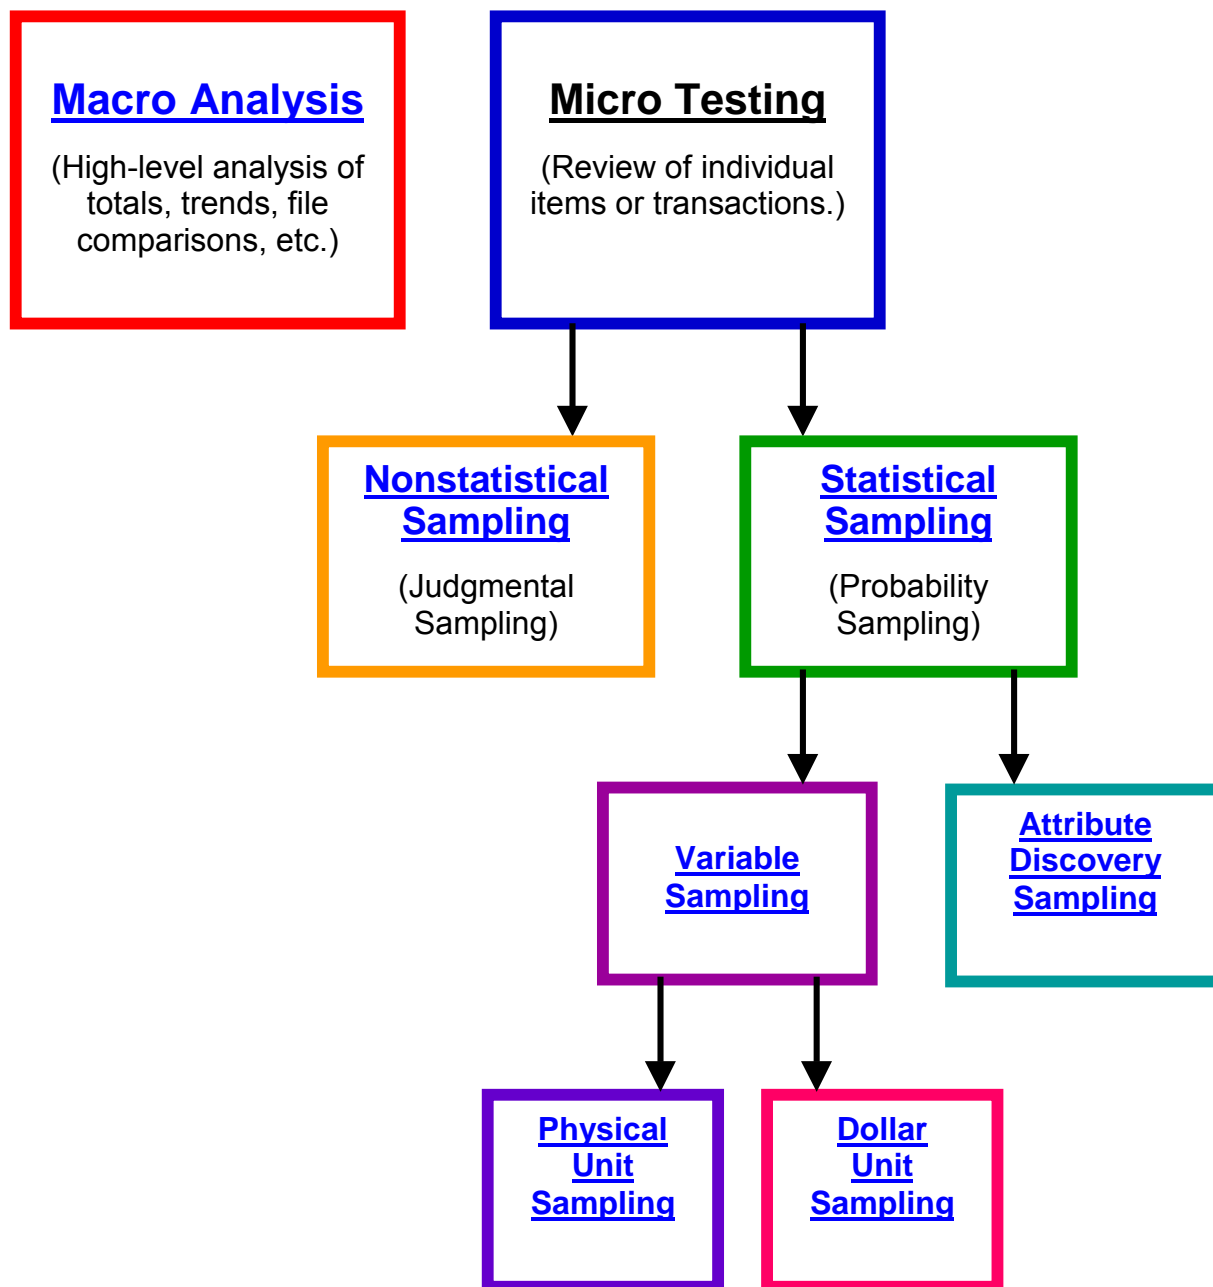 Macro Analysis
(High-level analysis of
totals, trends, file
comparisons, etc.)
Micro Testing
(Review of individual
items or transactions.)
Nonstatistical
Sampling
(Judgmental
Sampling)
Statistical
Sampling
(Probability
Sampling)
Variable
Sampling
Attribute
Discovery
Sampling
Physical
Unit
Sampling
Dollar
Unit
Sampling